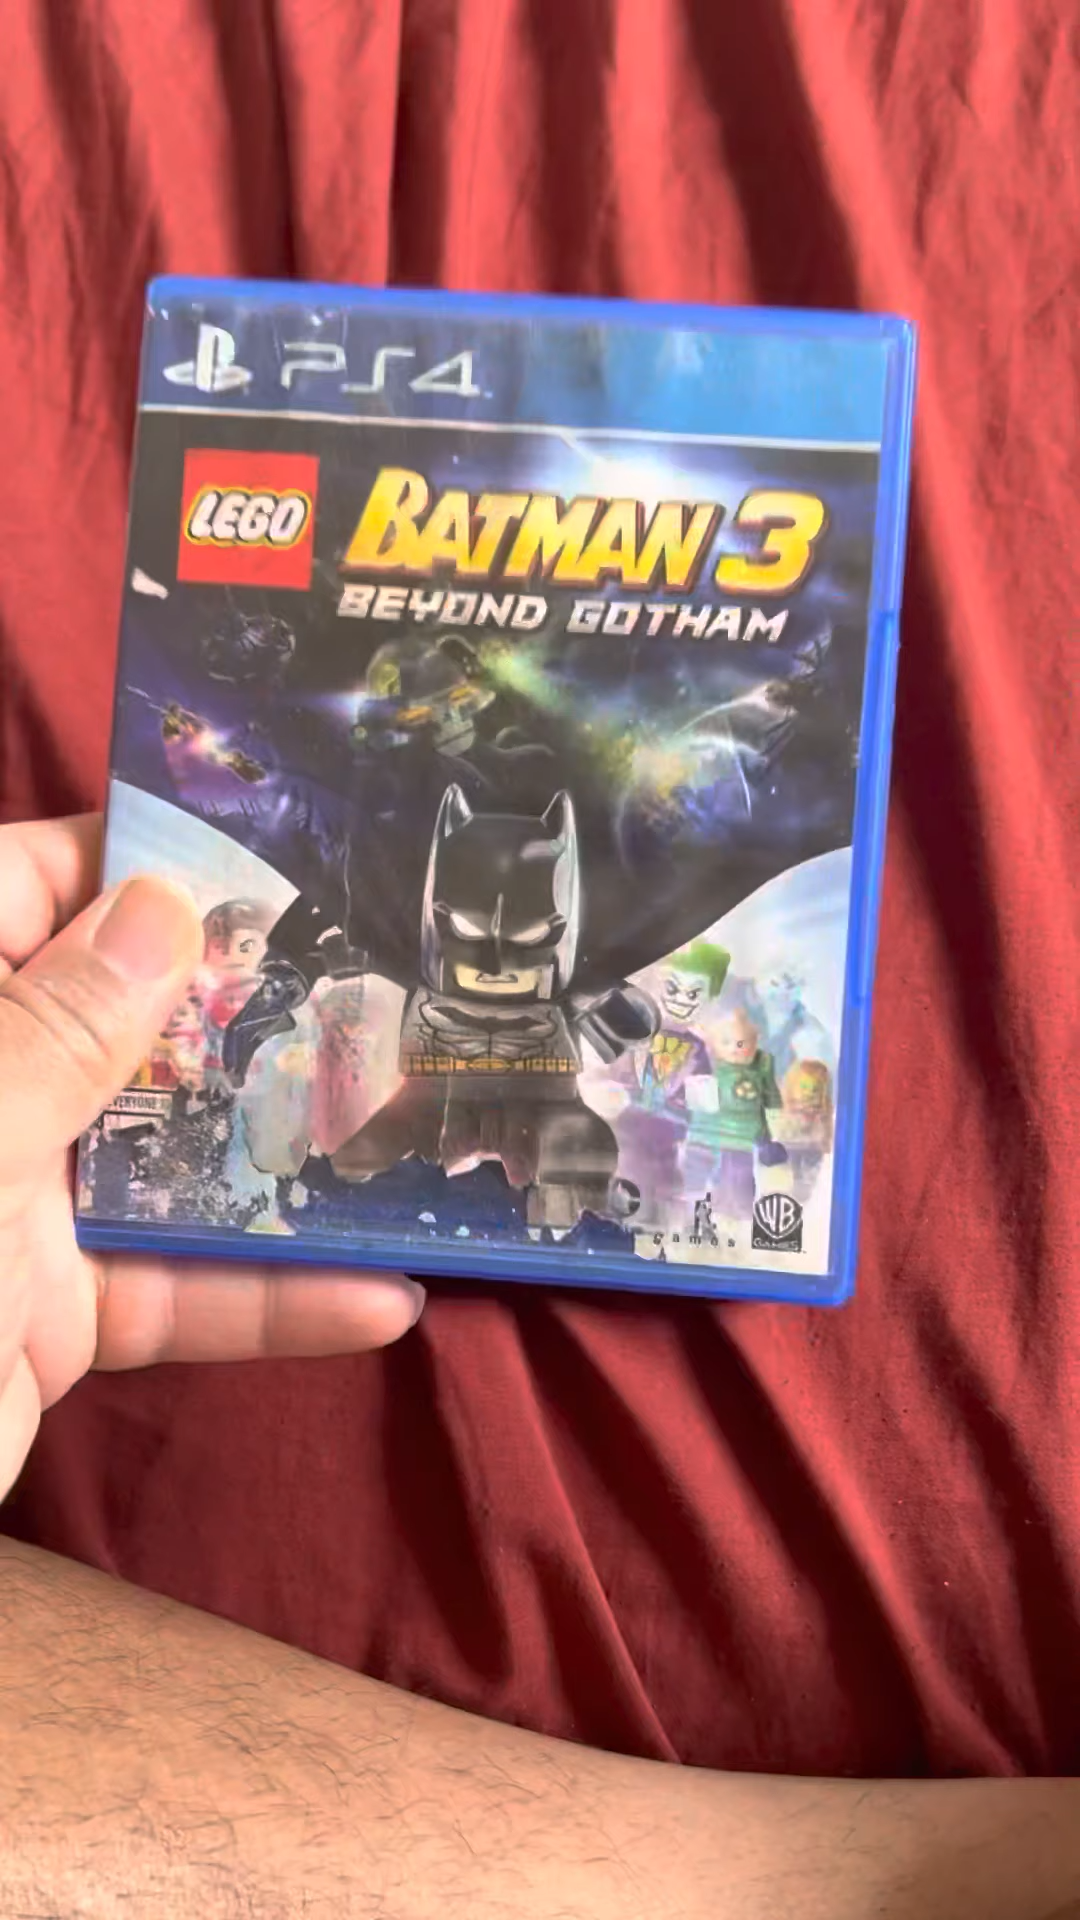 PS4
LEGO
BATMAN 3
BEYOND GOTHAM
EVERYONE
games
WB
GAMES